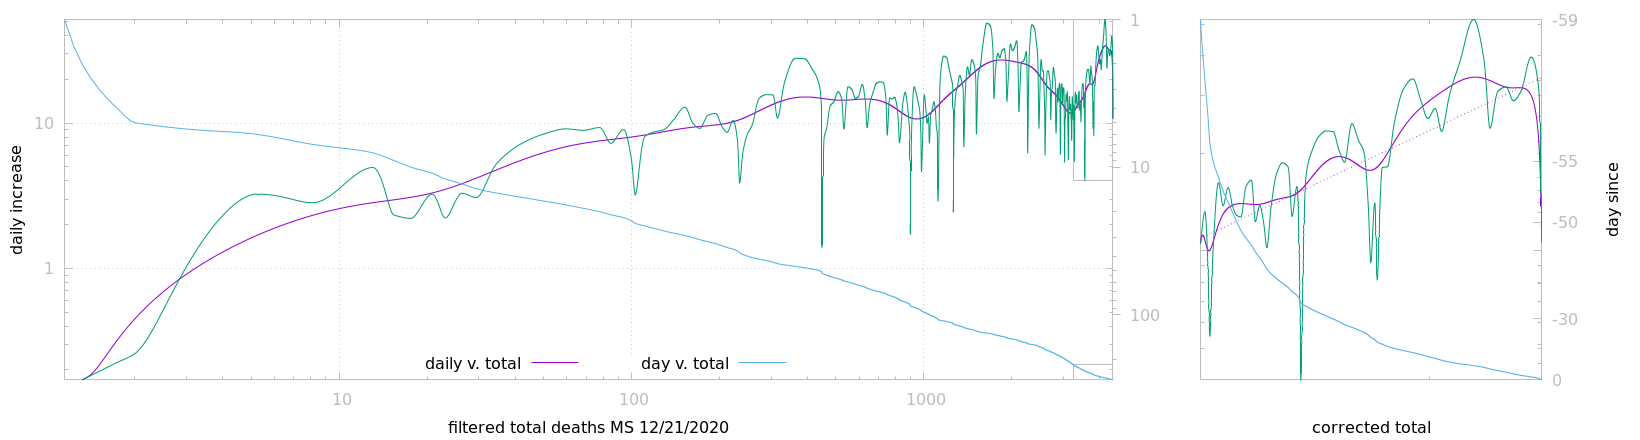 daily increase
10
1
daily v. total
day v. total
10
100
1000
filtered total deaths MS 12/21/2020
1
10
100
-59
-55
-50
-30
0
day since
corrected total